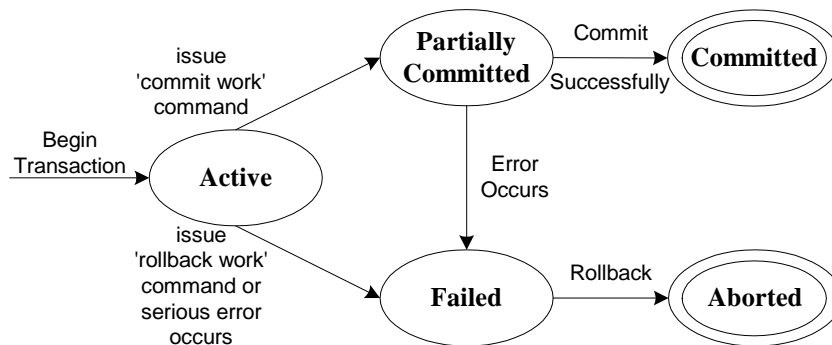 issue
'commit work'
command
Partially
Committed
Commit
Successfully
Committed
Begin
Transaction
Active
Error
Occurs
issue
'rollback work'
command or
serious error
occurs
Failed
Rollback
Aborted